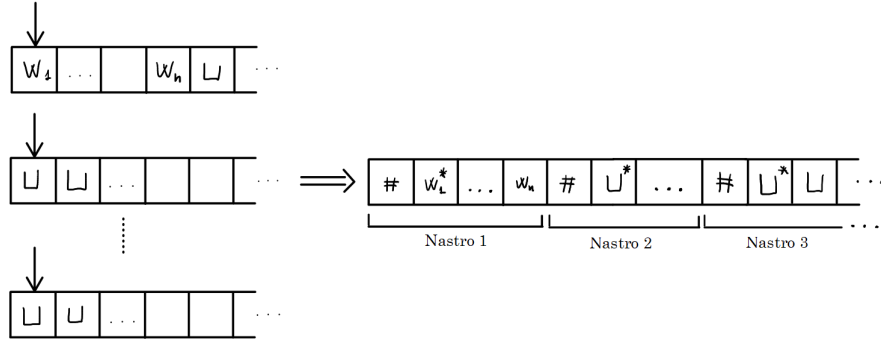 W₁ ... Wₙ ⊔ ...
⊔ ⊔ ... ...
⊔ ⊔ ... ...
# W₁* ... Wₙ # ⊔* ... # ⊔* ⊔ ...
Nastro 1 Nastro 2 Nastro 3 ...